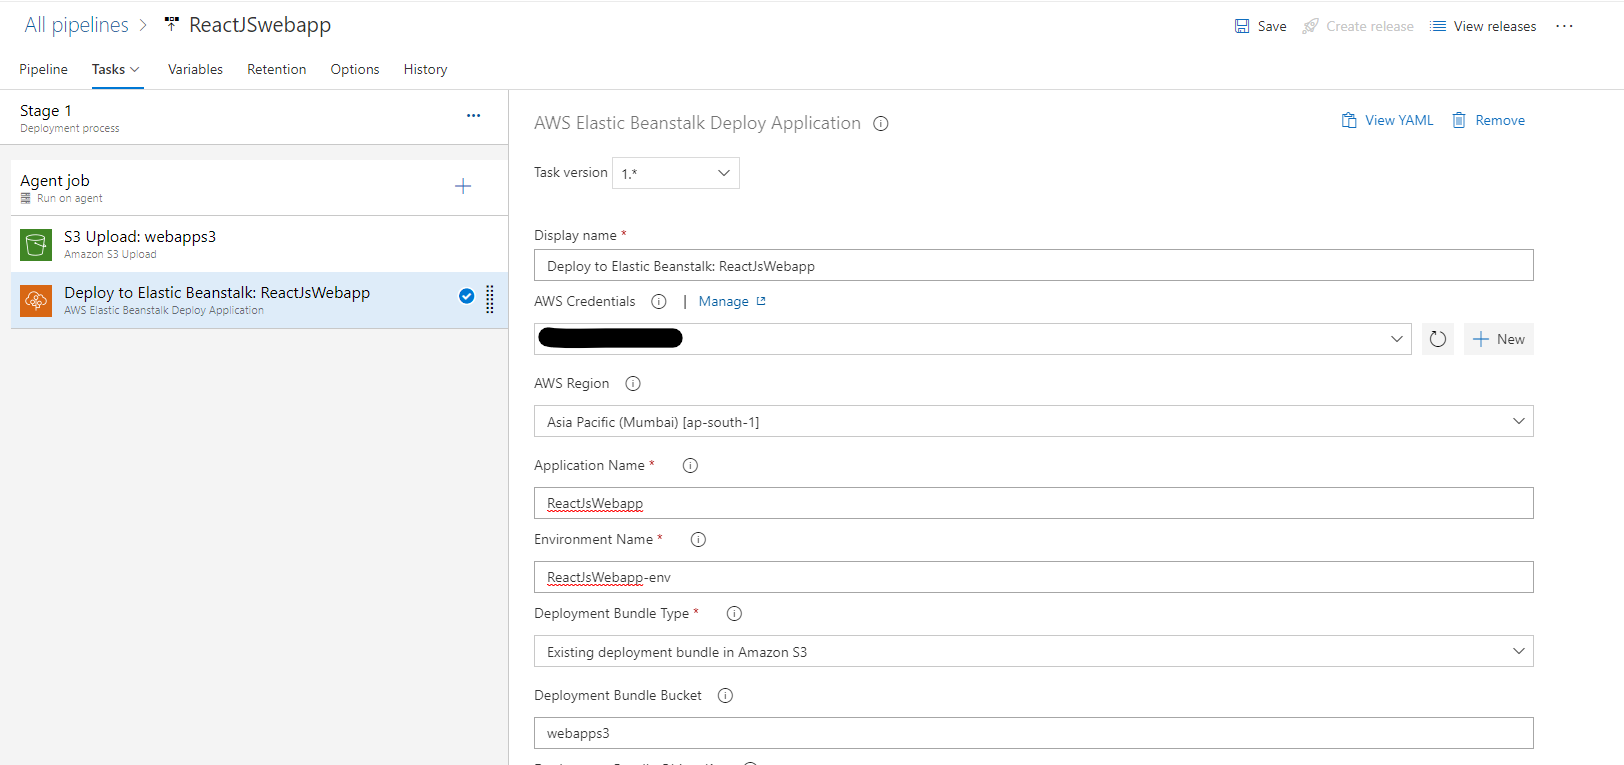 All pipelines > ReactJSwebapp
Save Create release View releases ...
Pipeline Tasks Variables Retention Options History
Stage 1
Deployment process
Agent job
Run on agent
S3 Upload: webapps3
Amazon S3 Upload
Deploy to Elastic Beanstalk: ReactJsWebapp
AWS Elastic Beanstalk Deploy Application
AWS Elastic Beanstalk Deploy Application
View YAML Remove
Task version 1.*
Display name *
Deploy to Elastic Beanstalk: ReactJsWebapp
AWS Credentials | Manage
New
AWS Region
Asia Pacific (Mumbai) [ap-south-1]
Application Name *
ReactJsWebapp
Environment Name *
ReactJsWebapp-env
Deployment Bundle Type *
Existing deployment bundle in Amazon S3
Deployment Bundle Bucket
webapps3